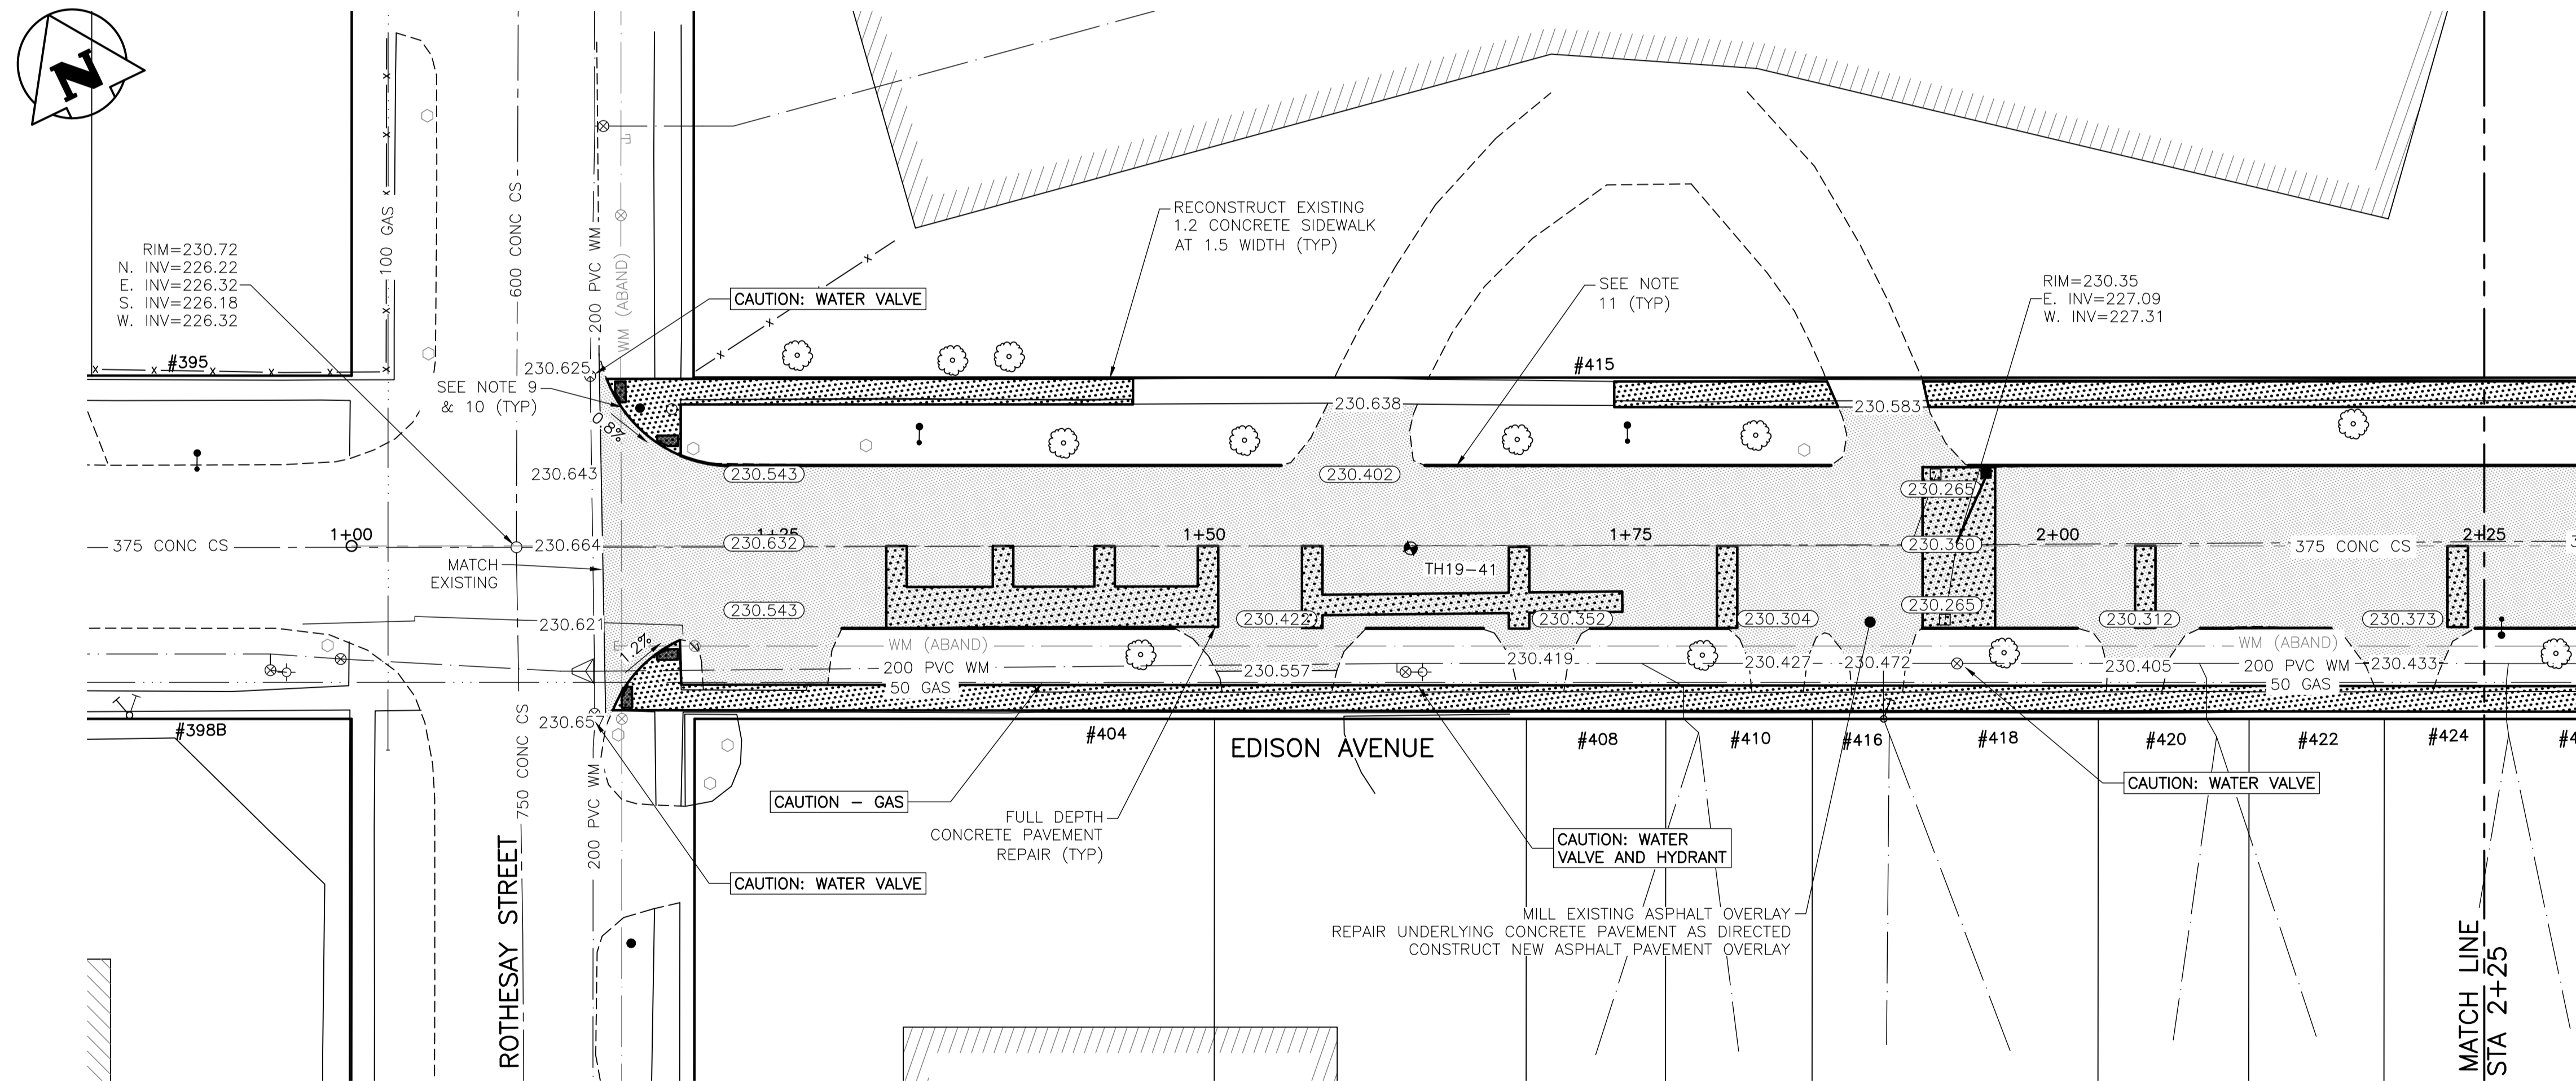 N
RIM=230.72
N. INV=226.22
E. INV=226.32
S. INV=226.18
W. INV=226.32
100 GAS
600 CONC CS
200 PVC WM
WM (ABAND)
CAUTION: WATER VALVE
RECONSTRUCT EXISTING
1.2 CONCRETE SIDEWALK
AT 1.5 WIDTH (TYP)
SEE NOTE
11 (TYP)
RIM=230.35
E. INV=227.09
W. INV=227.31
#395
230.625
SEE NOTE 9
& 10 (TYP)
#415
0.87%
230.638
230.583
230.643
230.543
230.402
230.265
1+00
375 CONC CS
230.664
1+25
230.632
1+50
1+75
230.360
2+00
2+25
375 CONC CS
TH19-41
MATCH
EXISTING
230.543
230.621
230.422
230.352
230.304
230.265
230.312
230.373
1.27%
WM (ABAND)
200 PVC WM
50 GAS
230.557
230.419
230.427
230.472
230.405
WM (ABAND)
200 PVC WM
230.433
50 GAS
230.657
#398B
#404
EDISON AVENUE
#408
#410
#416
#418
#420
#422
#424
#4
750 CONC CS
200 PVC WM
CAUTION - GAS
FULL DEPTH
CONCRETE PAVEMENT
REPAIR (TYP)
CAUTION: WATER
VALVE AND HYDRANT
CAUTION: WATER VALVE
CAUTION: WATER VALVE
MILL EXISTING ASPHALT OVERLAY
REPAIR UNDERLYING CONCRETE PAVEMENT AS DIRECTED
CONSTRUCT NEW ASPHALT PAVEMENT OVERLAY
ROTHESAY STREET
MATCH LINE
STA 2+25